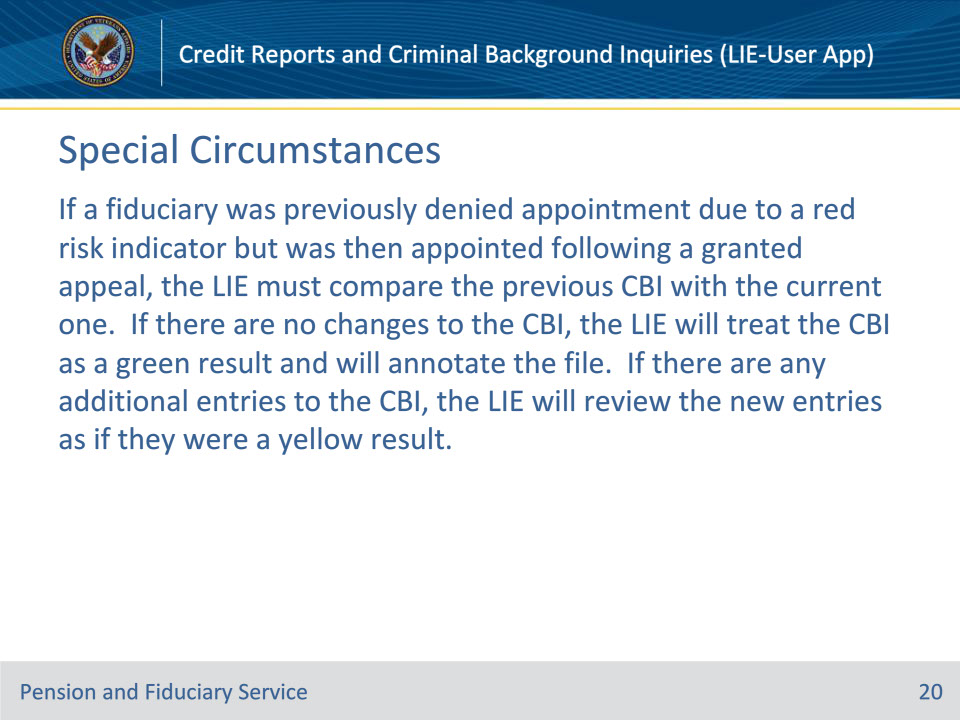 Credit Reports and Criminal Background Inquiries (LIE-User App)
Special Circumstances
If a fiduciary was previously denied appointment due to a red
risk indicator but was then appointed following a granted
appeal, the LIE must compare the previous CBI with the current
one.  If there are no changes to the CBI, the LIE will treat the CBI
as a green result and will annotate the file.  If there are any
additional entries to the CBI, the LIE will review the new entries
as if they were a yellow result.
Pension and Fiduciary Service
20